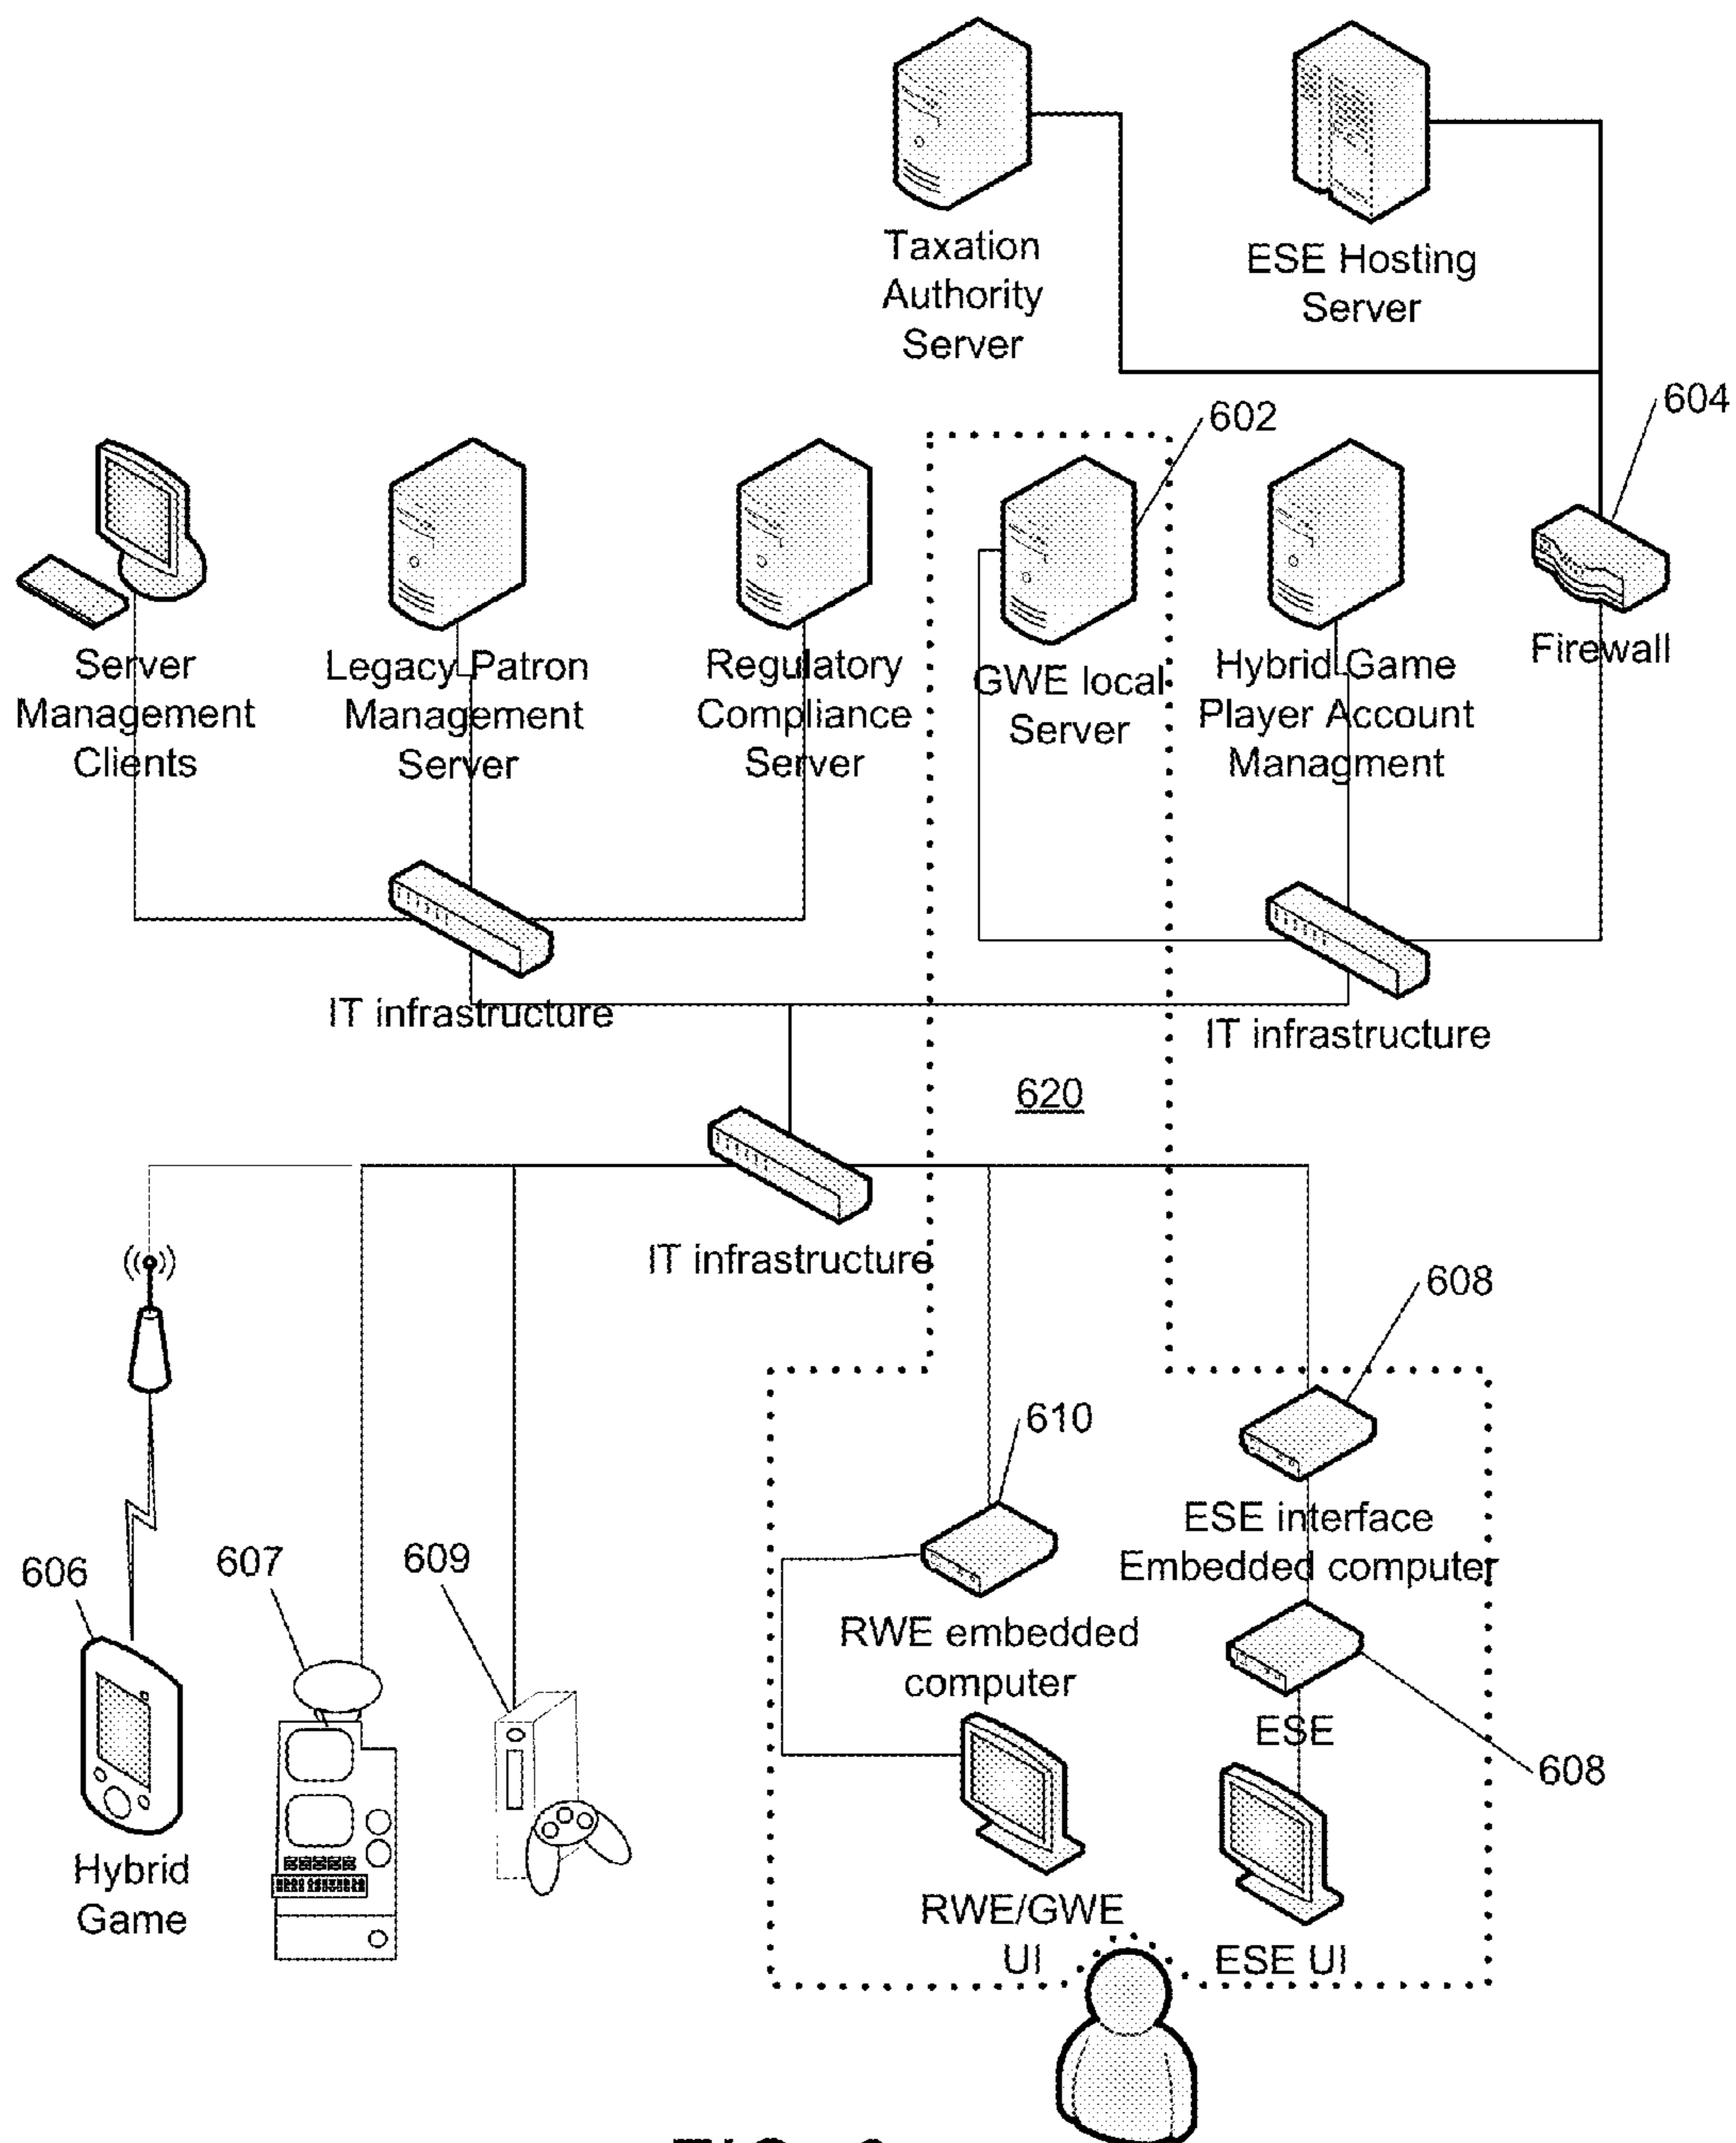 Taxation
Authority
Server
ESE Hosting
Server
604
602
Server
Management
Clients
Legacy Patron
Management
Server
Regulatory
Compliance
Server
GWE local
Server
Hybrid Game
Player Account
Managment
Firewall
IT infrastructure
IT infrastructure
620
IT infrastructure
608
610
ESE interface
Embedded computer
606
607
609
RWE embedded
computer
ESE
608
Hybrid
Game
RWE/GWE
UI
ESE UI